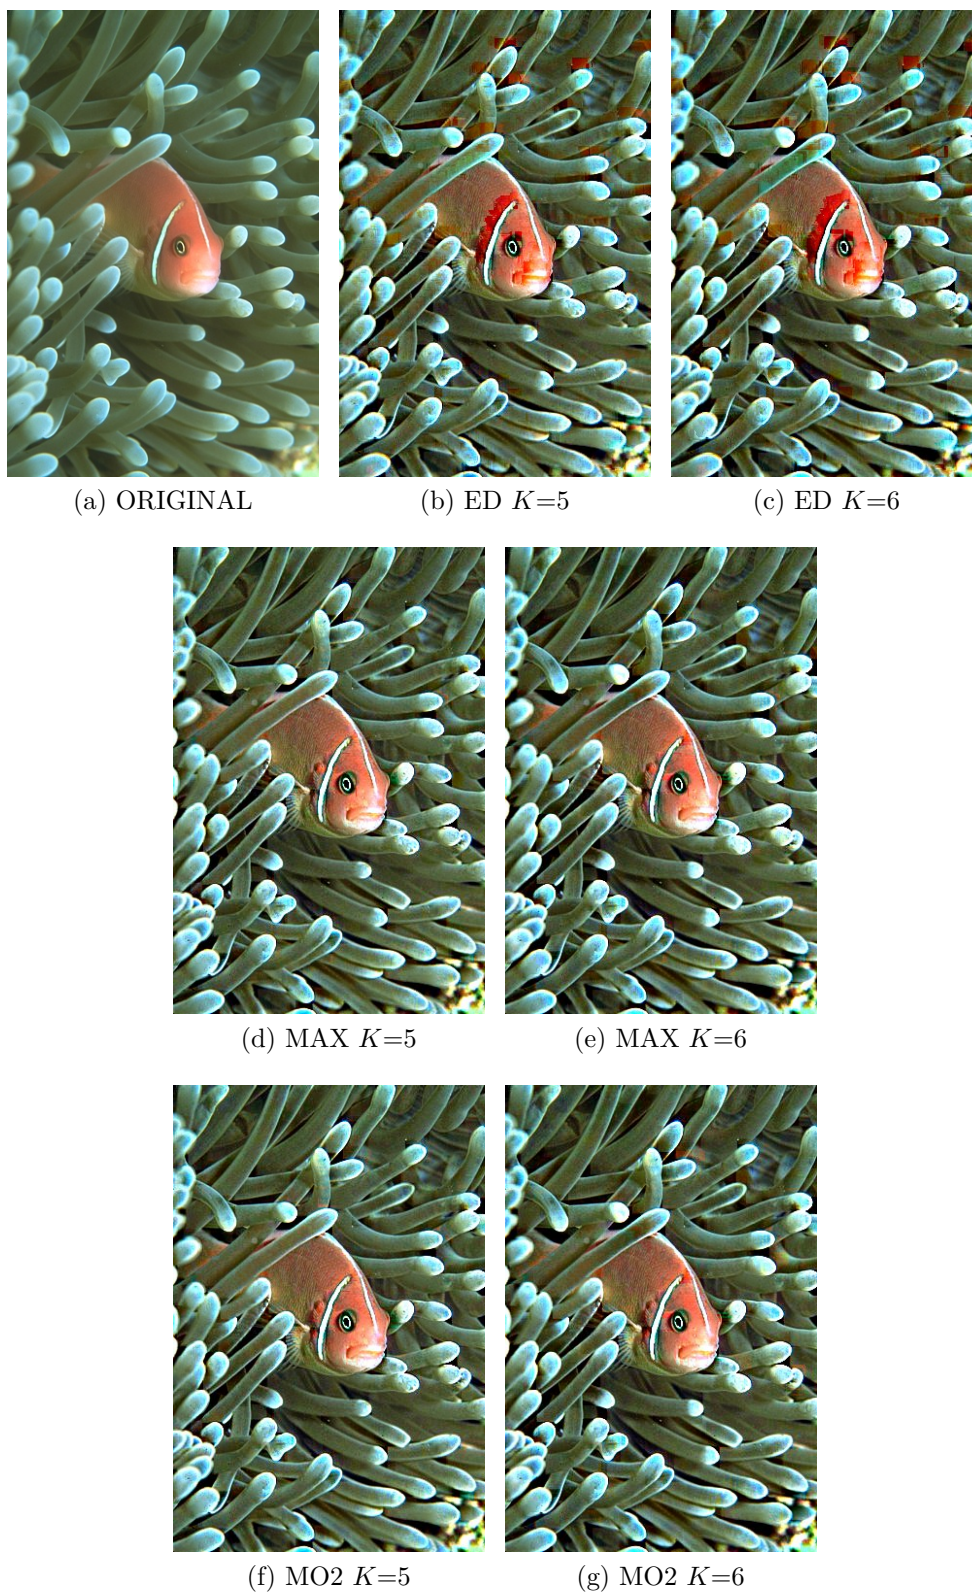 (a) ORIGINAL
(b) ED K=5
(c) ED K=6
(d) MAX K=5
(e) MAX K=6
(f) MO2 K=5
(g) MO2 K=6